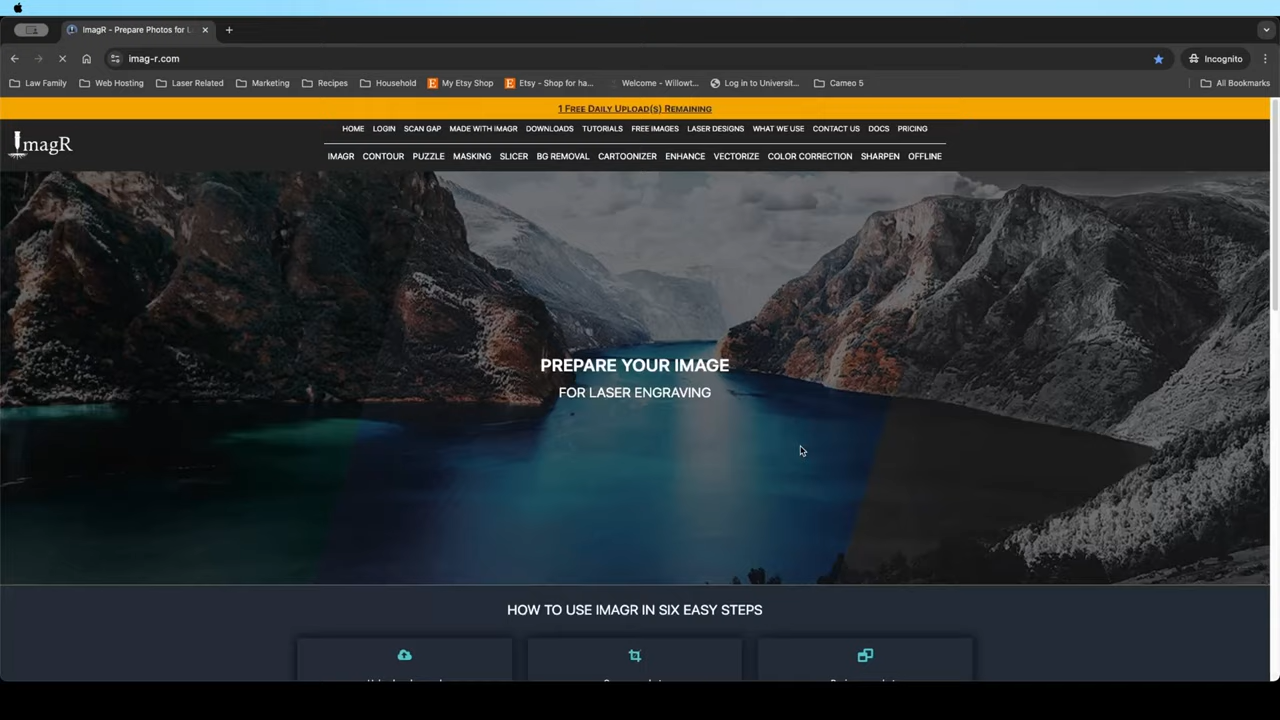 ImagR - Prepare Photos for L
imag-r.com
Incognito
Law Family
Web Hosting
Laser Related
Marketing
Recipes
Household
My Etsy Shop
Etsy - Shop for ha...
Welcome - Willowt...
Log in to Universit...
Cameo 5
All Bookmarks
1 FREE DAILY UPLOAD(S) REMAINING
ImagR
HOME LOGIN SCAN GAP MADE WITH IMAGR DOWNLOADS TUTORIALS FREE IMAGES LASER DESIGNS WHAT WE USE CONTACT US DOCS PRICING
IMAGR CONTOUR PUZZLE MASKING SLICER BG REMOVAL CARTOONIZER ENHANCE VECTORIZE COLOR CORRECTION SHARPEN OFFLINE
PREPARE YOUR IMAGE
FOR LASER ENGRAVING
HOW TO USE IMAGR IN SIX EASY STEPS